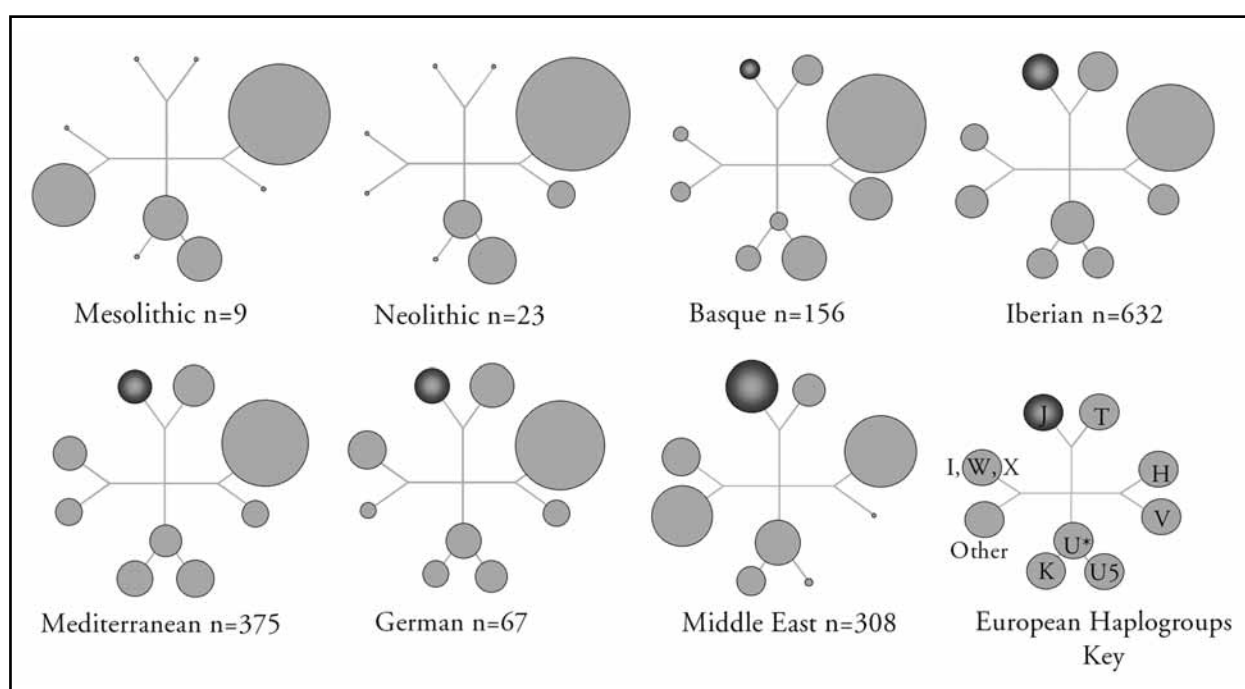 Mesolithic n=9
Neolithic n=23
Basque n=156
Iberian n=632
Mediterranean n=375
German n=67
Middle East n=308
J
T
I, W, X
H
V
Other
U*
K
U5
European Haplogroups
Key